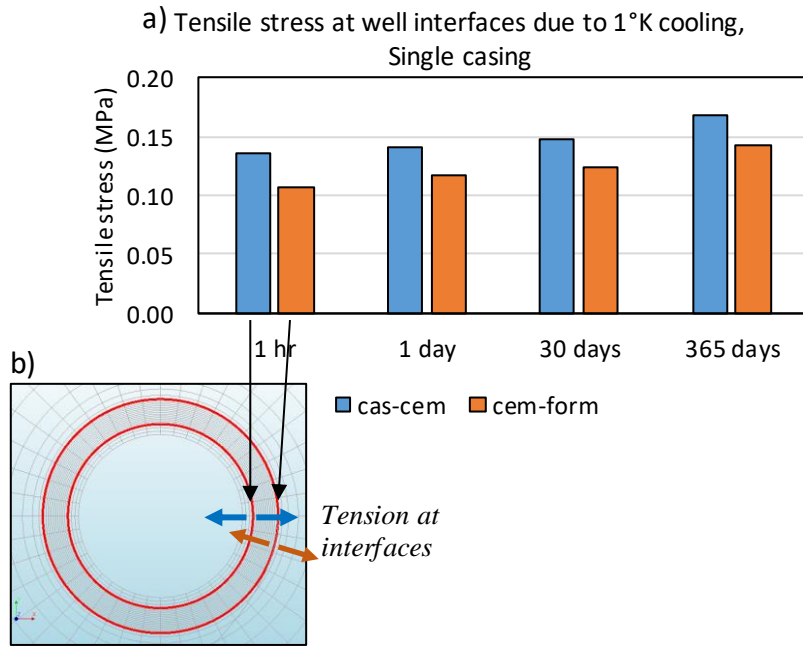 a) Tensile stress at well interfaces due to 1°K cooling,
Single casing
Tensile stress (MPa)
0.20
0.15
0.10
0.05
0.00
1 hr 1 day 30 days 365 days
cas-cem cem-form
b)
Tension at
interfaces